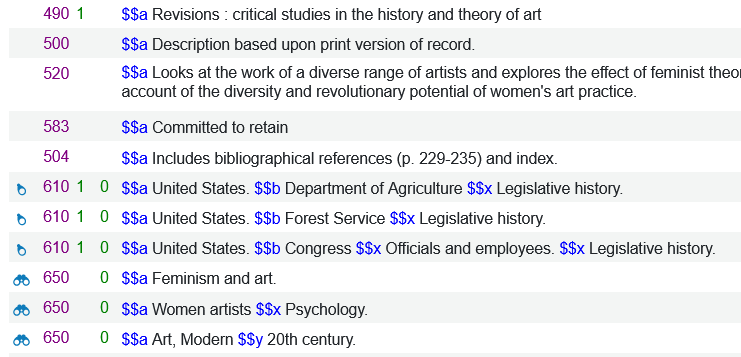 490 1 $$a Revisions : critical studies in the history and theory of art
500 $$a Description based upon print version of record.
520 $$a Looks at the work of a diverse range of artists and explores the effect of feminist theor
account of the diversity and revolutionary potential of women's art practice.
583 $$a Committed to retain
504 $$a Includes bibliographical references (p. 229-235) and index.
610 1 0 $$a United States. $$b Department of Agriculture $$x Legislative history.
610 1 0 $$a United States. $$b Forest Service $$x Legislative history.
610 1 0 $$a United States. $$b Congress $$x Officials and employees. $$x Legislative history.
650 0 $$a Feminism and art.
650 0 $$a Women artists $$x Psychology.
650 0 $$a Art, Modern $$y 20th century.